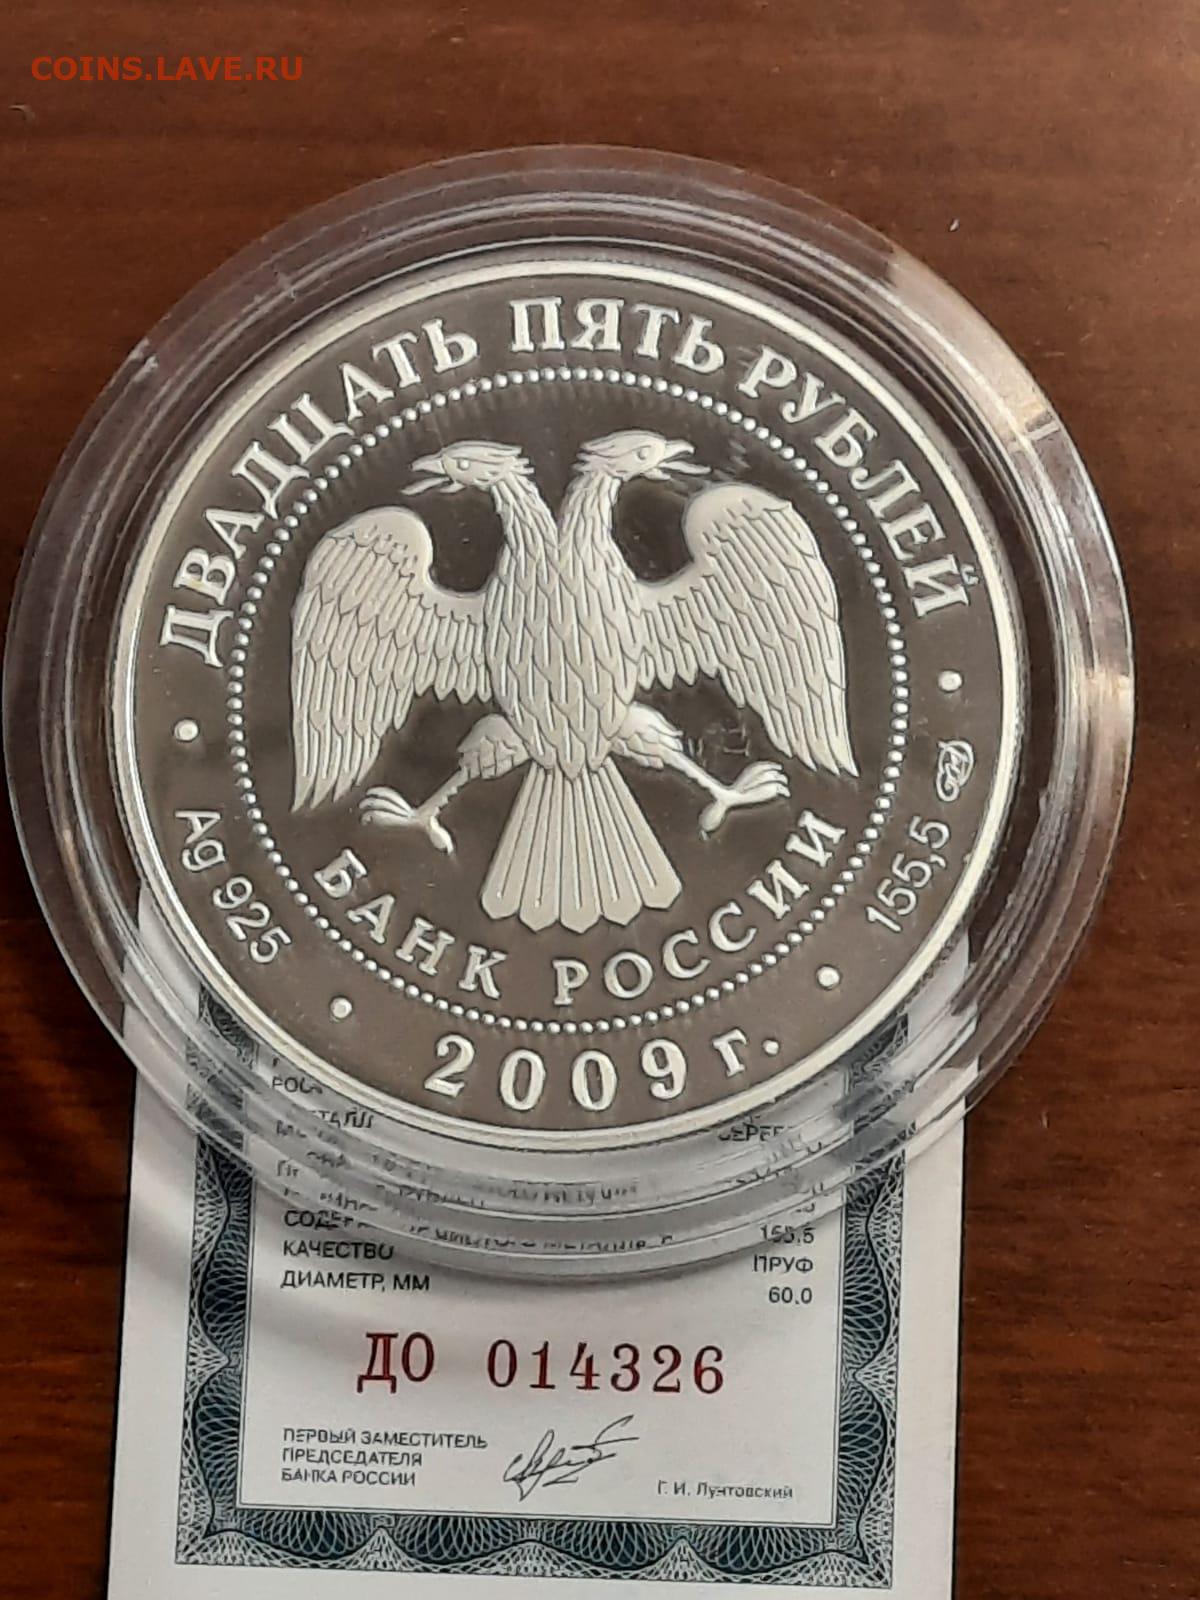 COINS.LAVE.RU
ДВАДЦАТЬ ПЯТЬ РУБЛЕЙ
БАНК РОССИИ
Ag 925
2009 г.
155,5
155,5
КАЧЕСТВО ПРУФ
ДИАМЕТР, ММ 60.0
ДО 014326
ПЕРВЫЙ ЗАМЕСТИТЕЛЬ
ПРЕДСЕДАТЕЛЯ
БАНКА РОССИИ
Г. И. Лунтовский